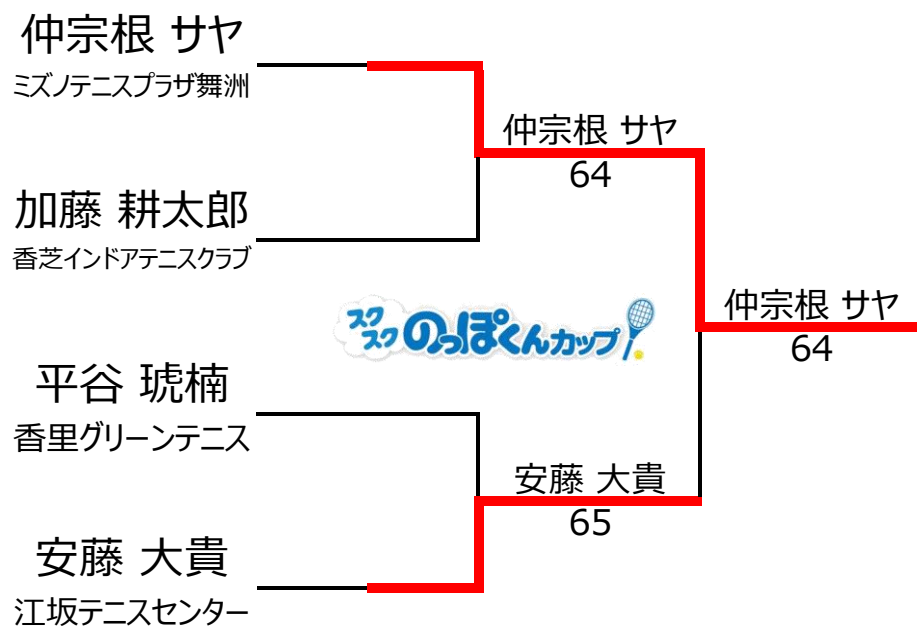 仲宗根 サヤ
ミズノテニスプラザ舞洲
仲宗根 サヤ
64
加藤 耕太郎
香芝インドアテニスクラブ
仲宗根 サヤ
64
スクスク のっぽくんカップ
平谷 琥楠
香里グリーンテニス
安藤 大貴
65
安藤 大貴
江坂テニスセンター